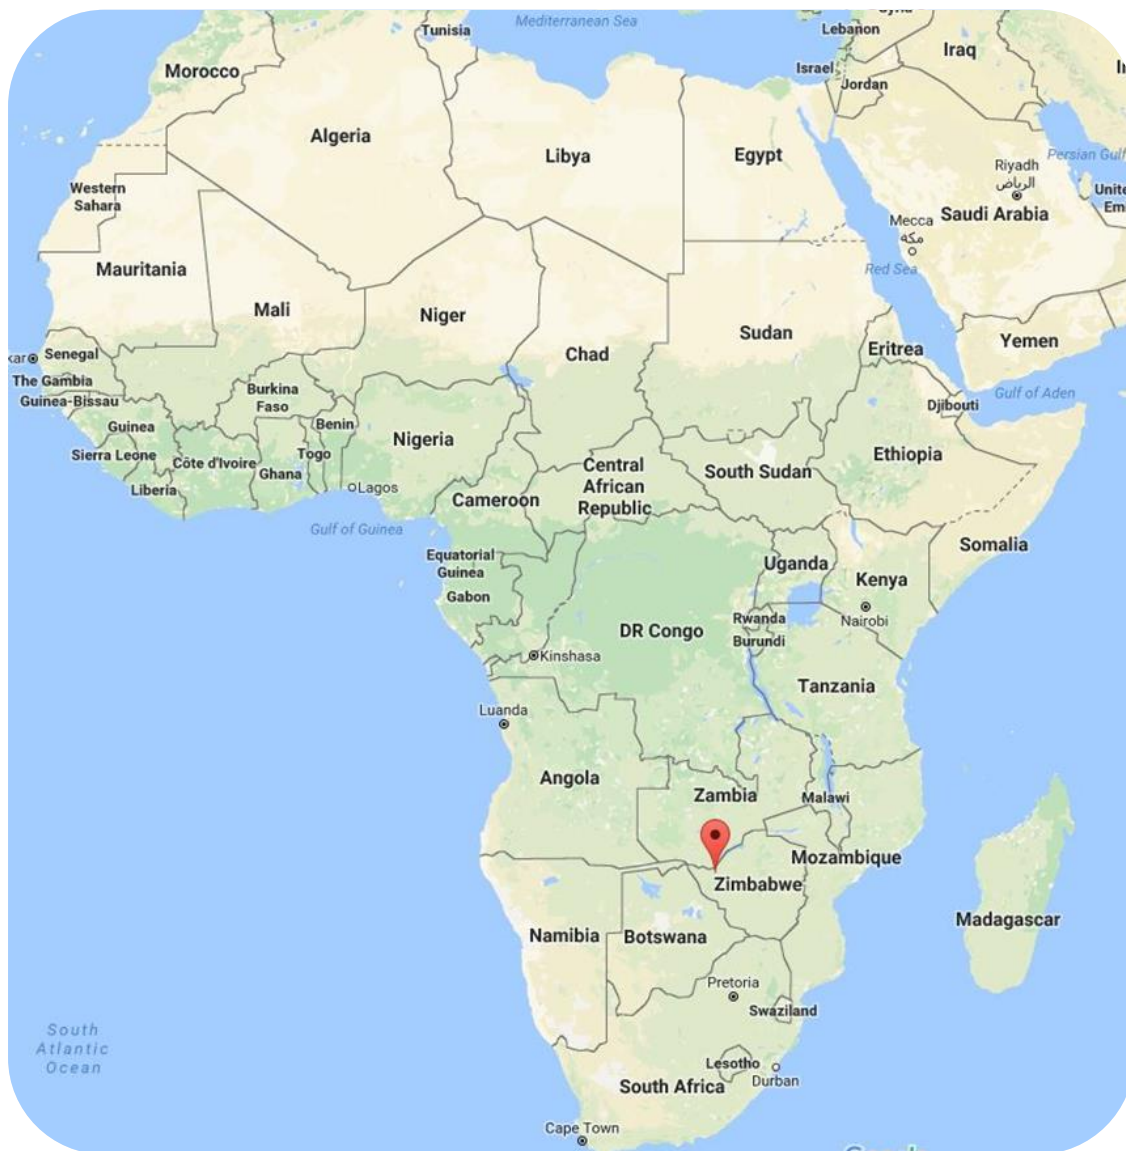 Mediterranean Sea
Tunisia
Lebanon
Iraq
Morocco
Israel
Jordan
Algeria
Libya
Egypt
Persian Gulf
Riyadh
الرياض
Western
Sahara
Saudi Arabia
Mecca
مكة
Mauritania
Red Sea
Mali
Niger
Sudan
Yemen
Eritrea
Chad
Senegal
The Gambia
Guinea-Bissau
Burkina
Faso
Gulf of Aden
Djibouti
Guinea
Benin
Nigeria
Sierra Leone
Côte d'Ivoire
Togo
Ghana
Ethiopia
Central
African
Republic
South Sudan
Liberia
Lagos
Cameroon
Gulf of Guinea
Somalia
Equatorial
Guinea
Uganda
Kenya
Gabon
Rwanda
Nairobi
DR Congo
Burundi
Kinshasa
Tanzania
Luanda
Angola
Zambia
Malawi
Mozambique
Zimbabwe
Madagascar
Namibia
Botswana
Pretoria
Swaziland
South
Atlantic
Ocean
Lesotho
Durban
South Africa
Cape Town